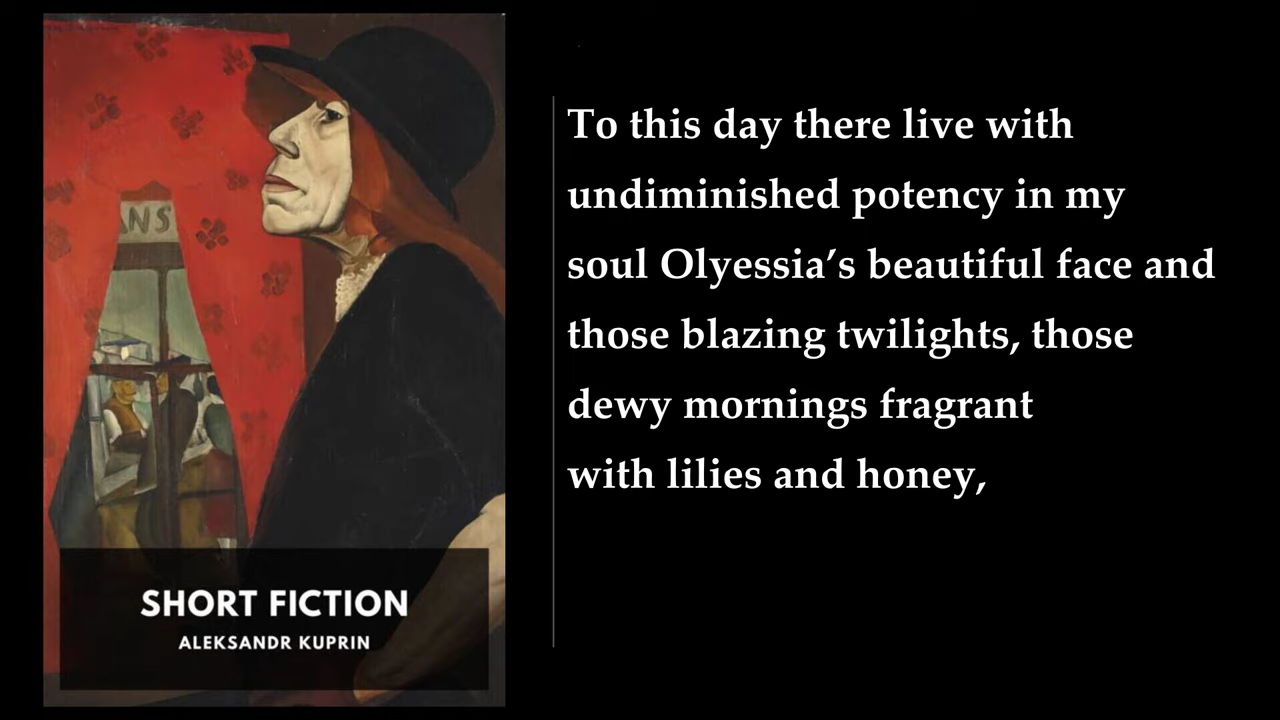 ANS
SHORT FICTION
ALEKSANDR KUPRIN
To this day there live with
undiminished potency in my
soul Olyessia’s beautiful face and
those blazing twilights, those
dewy mornings fragrant
with lilies and honey,